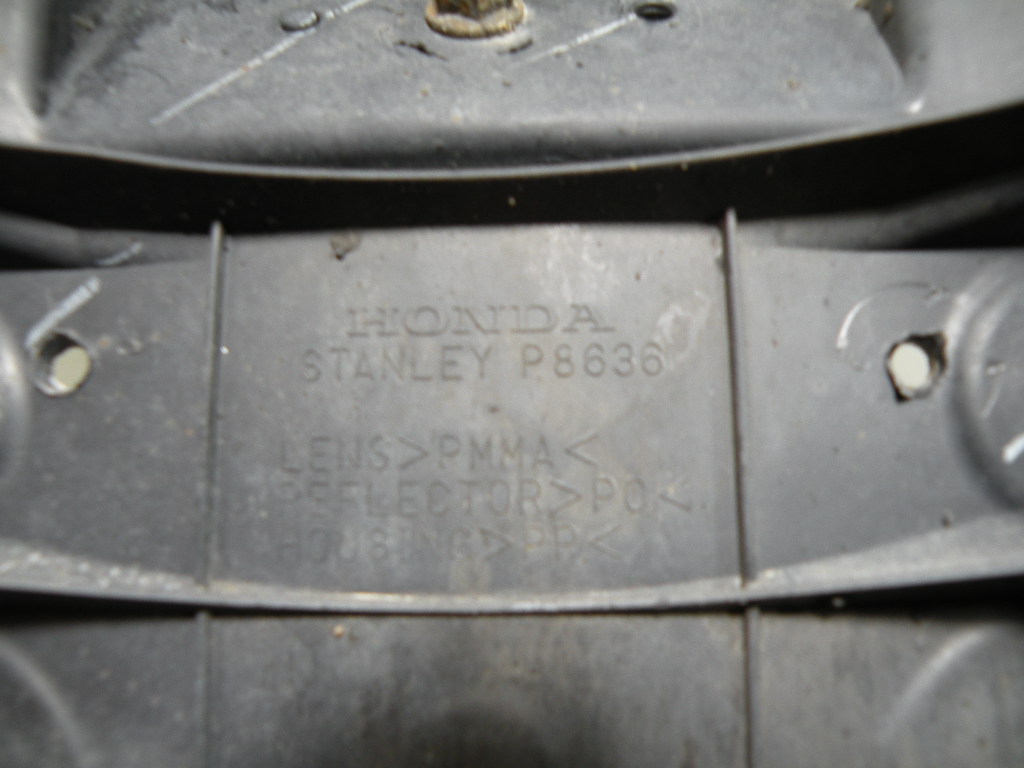 HONDA
STANLEY P8636
LENS>PMMA<
REFLECTOR>PC<
HOUSING>PP<